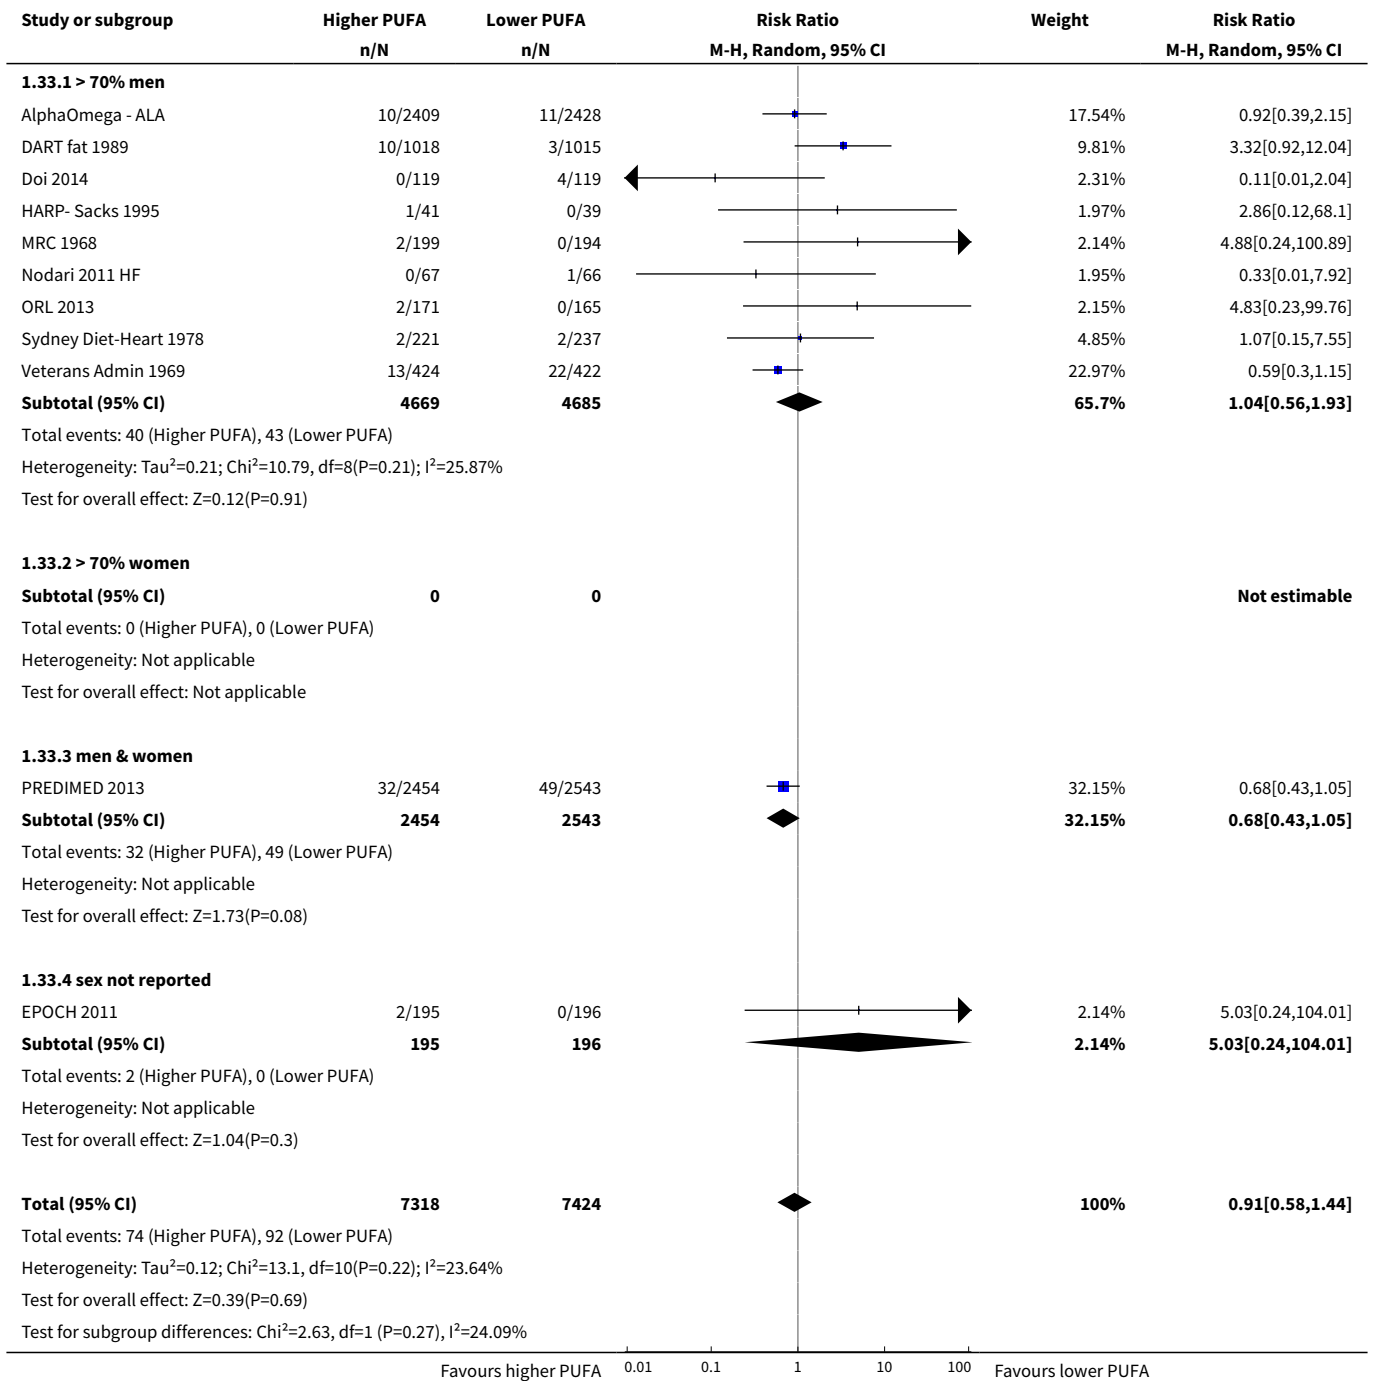 Study or subgroup Higher PUFA Lower PUFA Risk Ratio Weight Risk Ratio
n/N n/N M-H, Random, 95% CI M-H, Random, 95% CI
1.33.1 > 70% men
AlphaOmega - ALA 10/2409 11/2428 17.54% 0.92[0.39,2.15]
DART fat 1989 10/1018 3/1015 9.81% 3.32[0.92,12.04]
Doi 2014 0/119 4/119 2.31% 0.11[0.01,2.04]
HARP- Sacks 1995 1/41 0/39 1.97% 2.86[0.12,68.1]
MRC 1968 2/199 0/194 2.14% 4.88[0.24,100.89]
Nodari 2011 HF 0/67 1/66 1.95% 0.33[0.01,7.92]
ORL 2013 2/171 0/165 2.15% 4.83[0.23,99.76]
Sydney Diet-Heart 1978 2/221 2/237 4.85% 1.07[0.15,7.55]
Veterans Admin 1969 13/424 22/422 22.97% 0.59[0.3,1.15]
Subtotal (95% CI) 4669 4685 65.7% 1.04[0.56,1.93]
Total events: 40 (Higher PUFA), 43 (Lower PUFA)
Heterogeneity: Tau²=0.21; Chi²=10.79, df=8(P=0.21); I²=25.87%
Test for overall effect: Z=0.12(P=0.91)
1.33.2 > 70% women
Subtotal (95% CI) 0 0 Not estimable
Total events: 0 (Higher PUFA), 0 (Lower PUFA)
Heterogeneity: Not applicable
Test for overall effect: Not applicable
1.33.3 men & women
PREDIMED 2013 32/2454 49/2543 32.15% 0.68[0.43,1.05]
Subtotal (95% CI) 2454 2543 32.15% 0.68[0.43,1.05]
Total events: 32 (Higher PUFA), 49 (Lower PUFA)
Heterogeneity: Not applicable
Test for overall effect: Z=1.73(P=0.08)
1.33.4 sex not reported
EPOCH 2011 2/195 0/196 2.14% 5.03[0.24,104.01]
Subtotal (95% CI) 195 196 2.14% 5.03[0.24,104.01]
Total events: 2 (Higher PUFA), 0 (Lower PUFA)
Heterogeneity: Not applicable
Test for overall effect: Z=1.04(P=0.3)
Total (95% CI) 7318 7424 100% 0.91[0.58,1.44]
Total events: 74 (Higher PUFA), 92 (Lower PUFA)
Heterogeneity: Tau²=0.12; Chi²=13.1, df=10(P=0.22); I²=23.64%
Test for overall effect: Z=0.39(P=0.69)
Test for subgroup differences: Chi²=2.63, df=1 (P=0.27), I²=24.09%
Favours higher PUFA 0.01 0.1 1 10 100 Favours lower PUFA